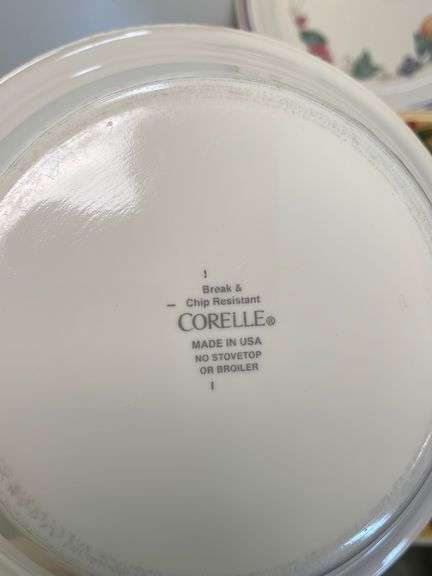 Break &
Chip Resistant
CORELLE®
MADE IN USA
NO STOVETOP
OR BROILER